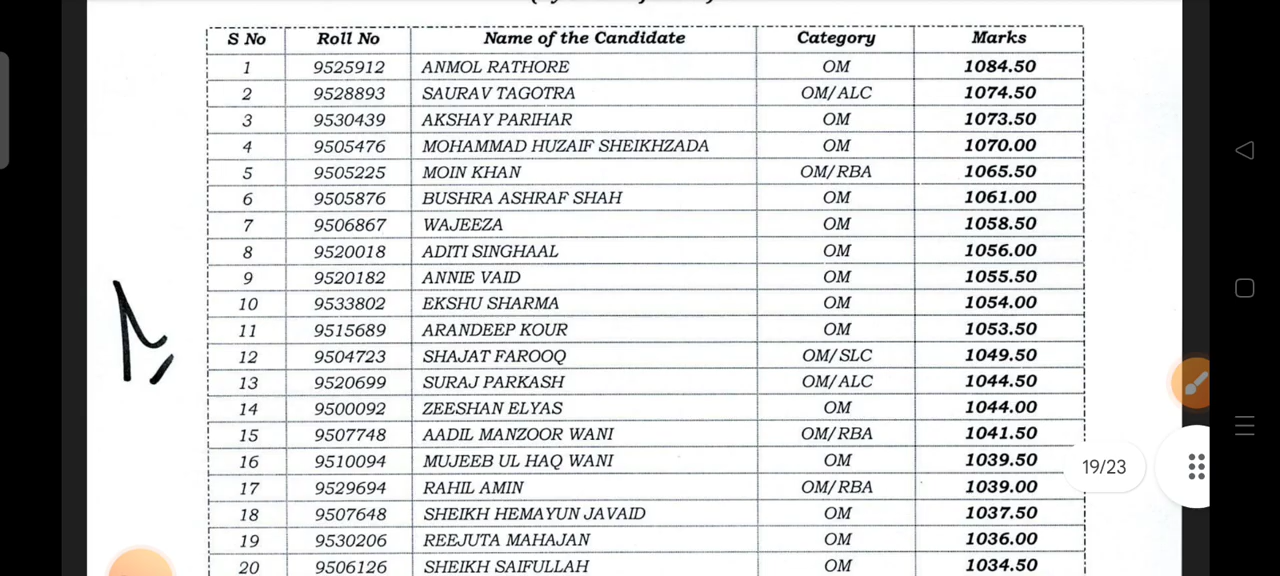 S No Roll No Name of the Candidate Category Marks
1 9525912 ANMOL RATHORE OM 1084.50
2 9528893 SAURAV TAGOTRA OM/ALC 1074.50
3 9530439 AKSHAY PARIHAR OM 1073.50
4 9505476 MOHAMMAD HUZAIF SHEIKHZADA OM 1070.00
5 9505225 MOIN KHAN OM/RBA 1065.50
6 9505876 BUSHRA ASHRAF SHAH OM 1061.00
7 9506867 WAJEEZA OM 1058.50
8 9520018 ADITI SINGHAAL OM 1056.00
9 9520182 ANNIE VAID OM 1055.50
10 9533802 EKSHU SHARMA OM 1054.00
11 9515689 ARANDEEP KOUR OM 1053.50
12 9504723 SHAJAT FAROOQ OM/SLC 1049.50
13 9520699 SURAJ PARKASH OM/ALC 1044.50
14 9500092 ZEESHAN ELYAS OM 1044.00
15 9507748 AADIL MANZOOR WANI OM/RBA 1041.50
16 9510094 MUJEEB UL HAQ WANI OM 1039.50
19/23
17 9529694 RAHIL AMIN OM/RBA 1039.00
18 9507648 SHEIKH HEMAYUN JAVAID OM 1037.50
19 9530206 REEJUTA MAHAJAN OM 1036.00
20 9506126 SHEIKH SAIFULLAH OM 1034.50